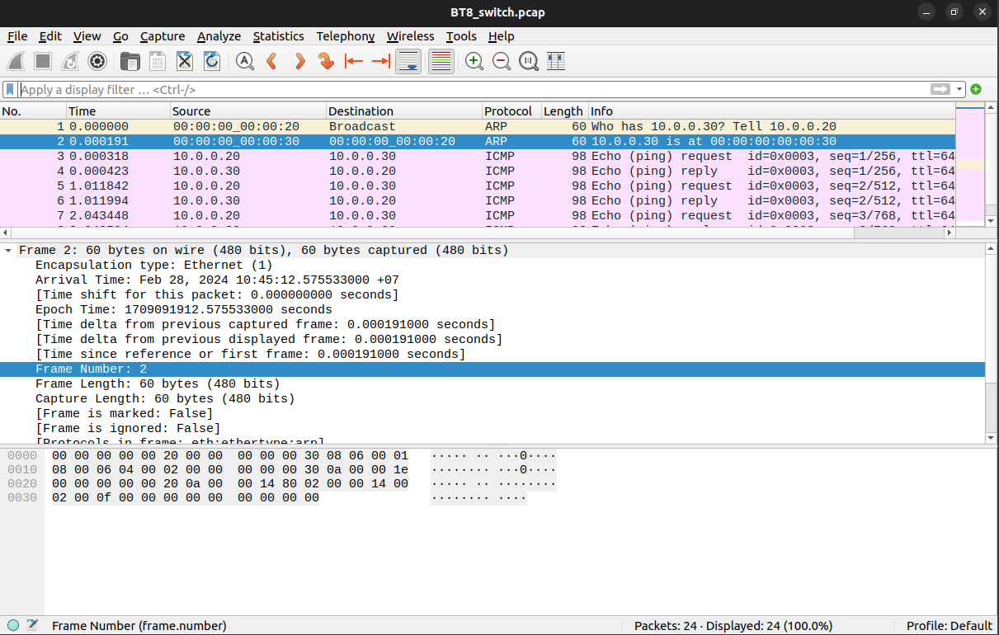 BT8_switch.pcap
File Edit View Go Capture Analyze Statistics Telephony Wireless Tools Help
Apply a display filter … <Ctrl-/>
No. Time Source Destination Protocol Length Info
1 0.000000 00:00:00_00:00:20 Broadcast ARP 60 Who has 10.0.0.30? Tell 10.0.0.20
2 0.000191 00:00:00_00:00:30 00:00:00_00:00:20 ARP 60 10.0.0.30 is at 00:00:00:00:00:30
3 0.000318 10.0.0.20 10.0.0.30 ICMP 98 Echo (ping) request id=0x0003, seq=1/256, ttl=64
4 0.000423 10.0.0.30 10.0.0.20 ICMP 98 Echo (ping) reply id=0x0003, seq=1/256, ttl=64
5 1.011842 10.0.0.20 10.0.0.30 ICMP 98 Echo (ping) request id=0x0003, seq=2/512, ttl=64
6 1.011994 10.0.0.30 10.0.0.20 ICMP 98 Echo (ping) reply id=0x0003, seq=2/512, ttl=64
7 2.043448 10.0.0.20 10.0.0.30 ICMP 98 Echo (ping) request id=0x0003, seq=3/768, ttl=64
Frame 2: 60 bytes on wire (480 bits), 60 bytes captured (480 bits)
Encapsulation type: Ethernet (1)
Arrival Time: Feb 28, 2024 10:45:12.575533000 +07
[Time shift for this packet: 0.000000000 seconds]
Epoch Time: 1709091912.575533000 seconds
[Time delta from previous captured frame: 0.000191000 seconds]
[Time delta from previous displayed frame: 0.000191000 seconds]
[Time since reference or first frame: 0.000191000 seconds]
Frame Number: 2
Frame Length: 60 bytes (480 bits)
Capture Length: 60 bytes (480 bits)
[Frame is marked: False]
[Frame is ignored: False]
[Protocols in frame: eth:ethertype:arp]
0000 00 00 00 00 00 20 00 00 00 00 00 30 08 06 00 01 ····· ·· ···0····
0010 08 00 06 04 00 02 00 00 00 00 00 30 0a 00 00 1e ········ ···0····
0020 00 00 00 00 00 20 0a 00 00 14 80 02 00 00 14 00 ····· ·· ········
0030 02 00 0f 00 00 00 00 00 00 00 00 00 ········ ····
Frame Number (frame.number) Packets: 24 · Displayed: 24 (100.0%) Profile: Default